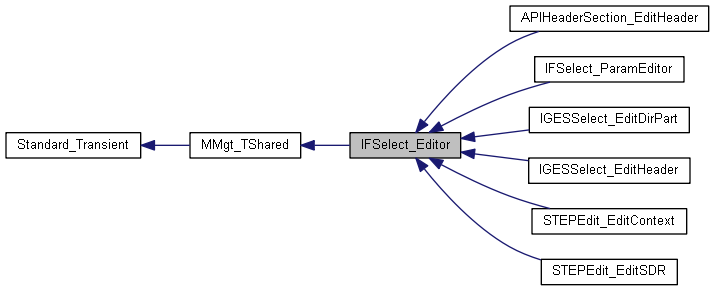 APIHeaderSection_EditHeader
IFSelect_ParamEditor
IGESSelect_EditDirPart
Standard_Transient
MMgt_TShared
IFSelect_Editor
IGESSelect_EditHeader
STEPEdit_EditContext
STEPEdit_EditSDR